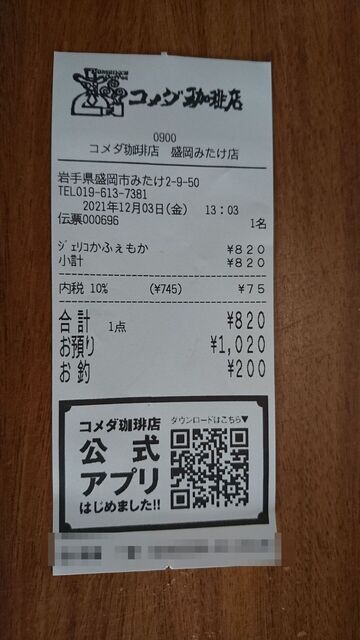 コメダ珈琲店
0900
コメダ珈琲店 盛岡みたけ店
岩手県盛岡市みたけ2-9-50
TEL019-613-7381
2021年12月03日(金) 13:03
伝票000696 1名
ｼﾞｪﾘｺかふぇもか ¥820
小計 ¥820
内税 10% (¥745) ¥75
合計 1点 ¥820
お預り ¥1,020
お釣 ¥200
コメダ珈琲店
公式
アプリ
はじめました!!
ダウンロードはこちら▼